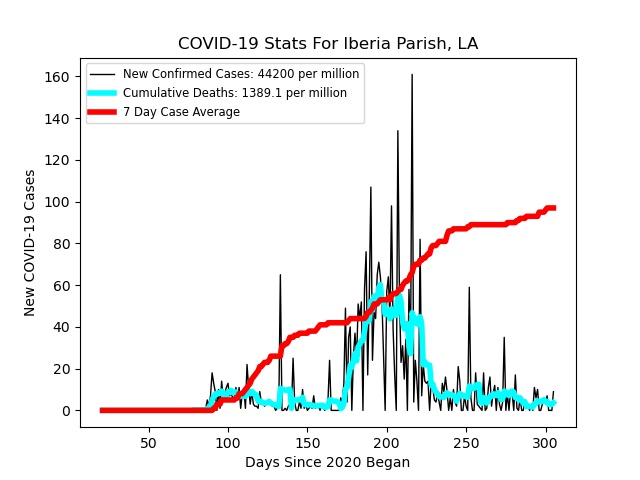 COVID-19 Stats For Iberia Parish, LA
New Confirmed Cases: 44200 per million
Cumulative Deaths: 1389.1 per million
7 Day Case Average
New COVID-19 Cases
160
140
120
100
80
60
40
20
0
50 100 150 200 250 300
Days Since 2020 Began